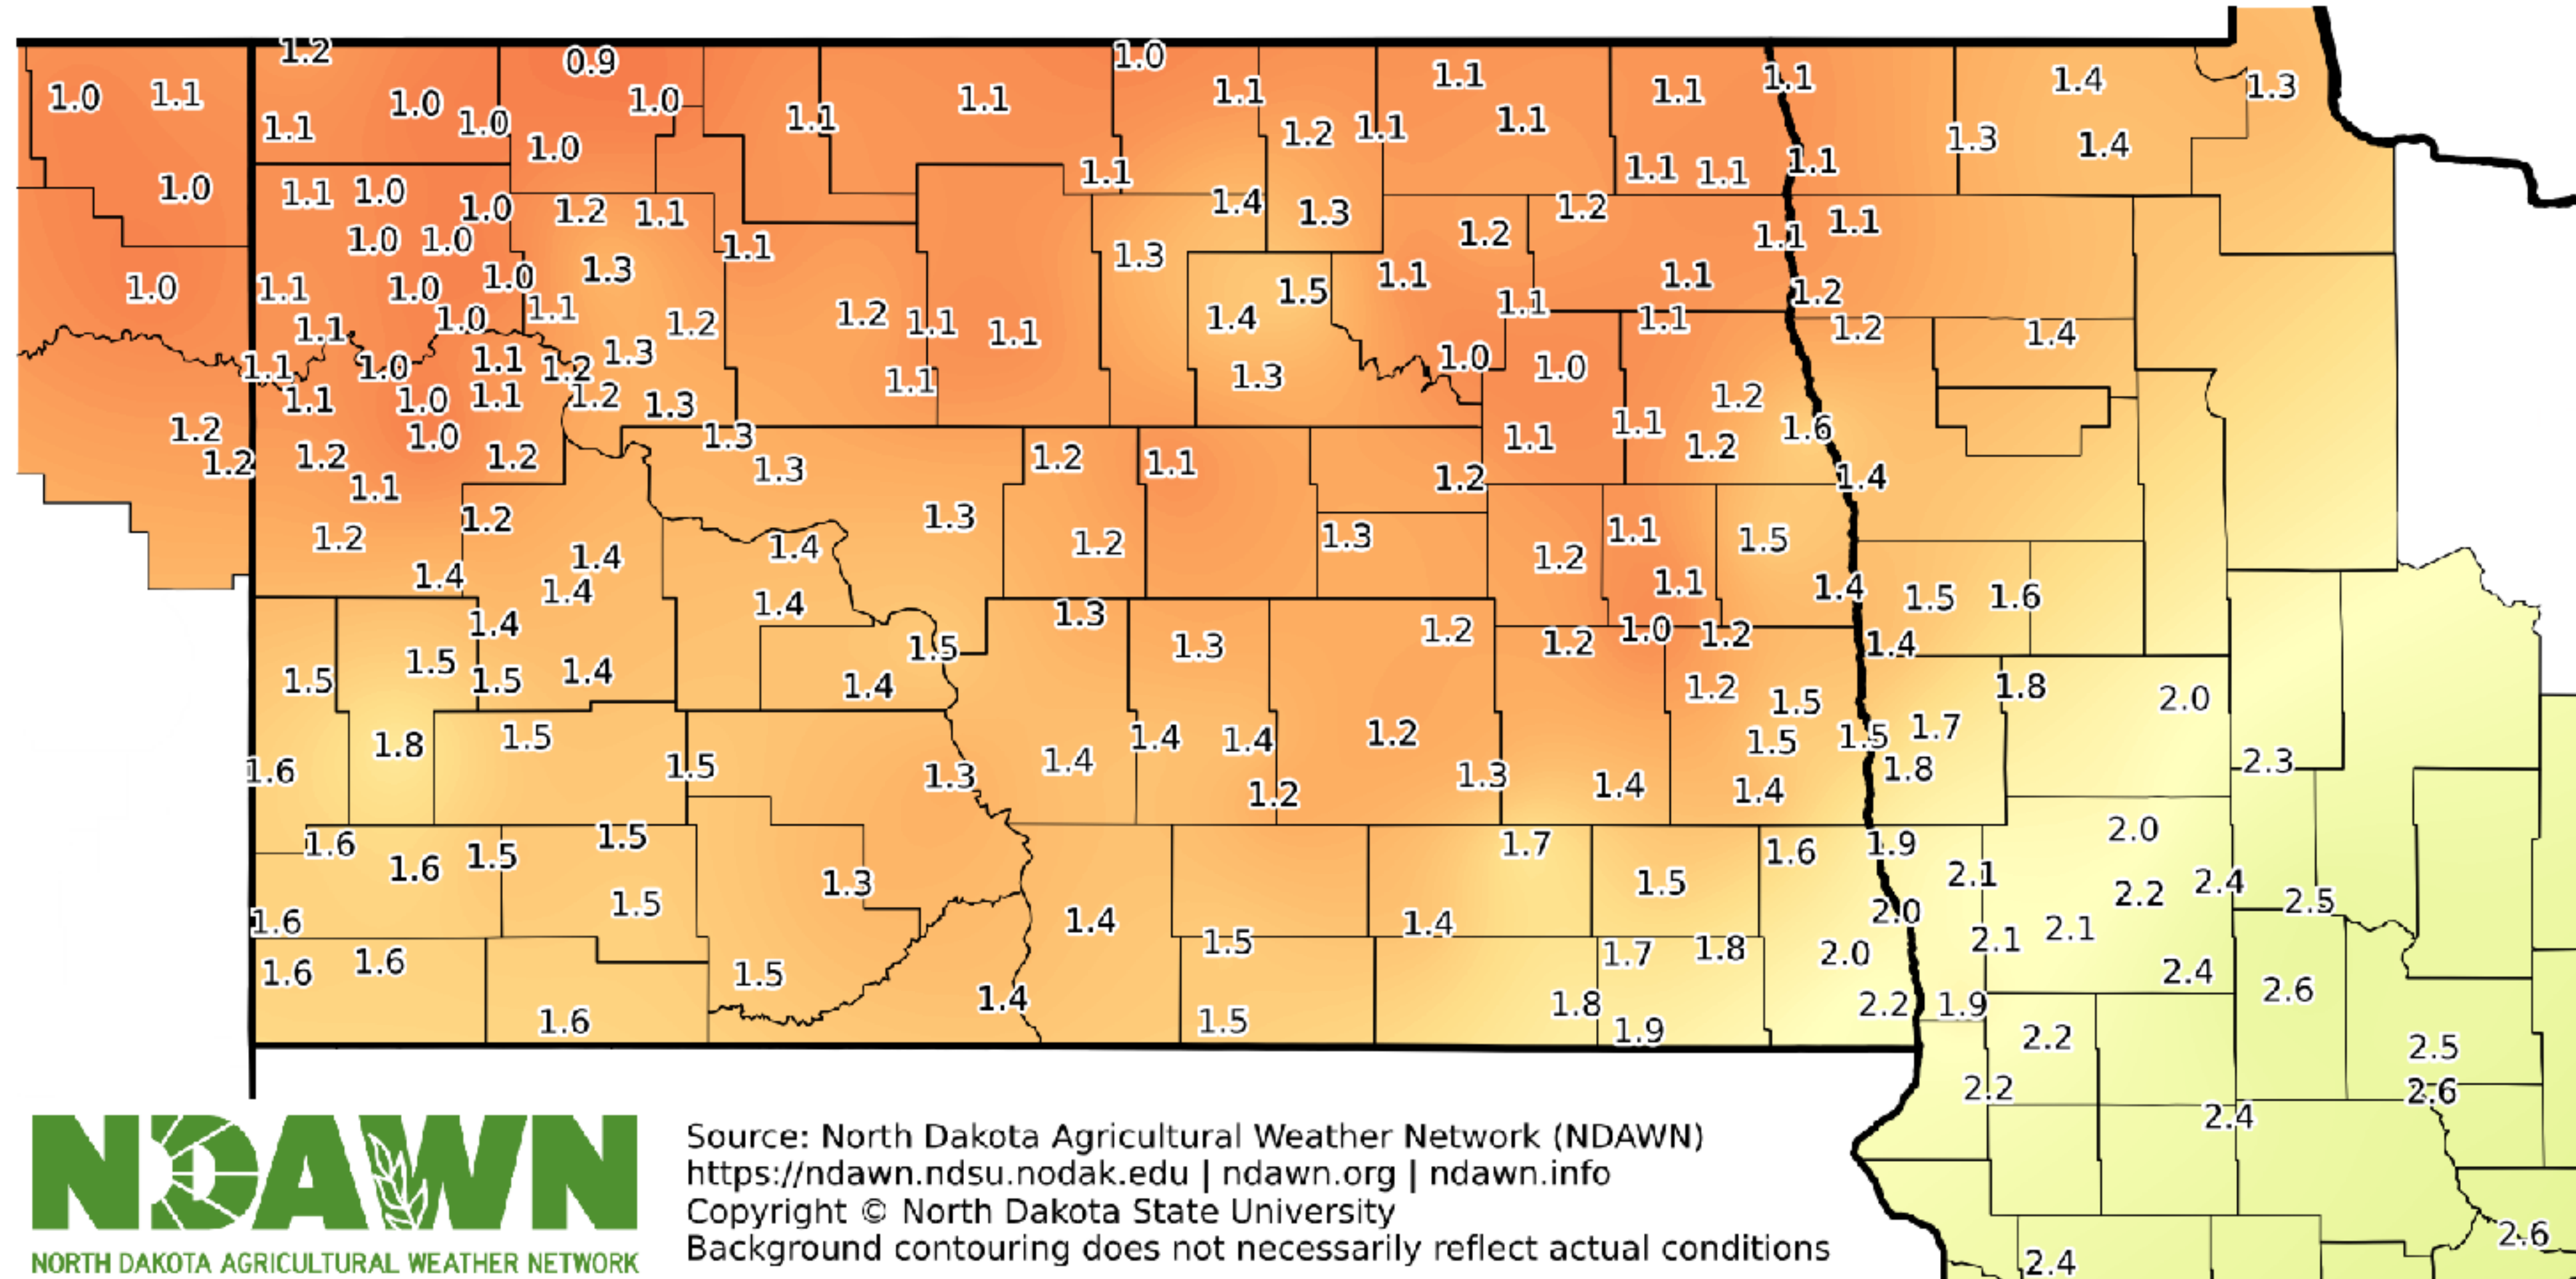 1.2 0.9 1.0
1.0 1.1 1.0 1.0 1.1 1.1 1.1 1.1 1.1 1.4 1.3
1.1 1.0 1.0 1.1 1.2 1.1 1.1 1.3 1.4
1.0 1.1 1.1 1.1 1.1
1.0 1.1 1.0 1.0 1.2 1.1 1.4 1.3 1.2
1.0 1.0 1.1 1.3 1.2 1.1 1.1
1.0 1.1 1.0 1.0 1.3 1.5 1.1 1.1 1.2
1.1 1.0 1.1 1.2 1.2 1.1 1.1 1.4 1.1 1.1 1.2 1.4
1.1 1.0 1.1 1.2 1.3 1.1 1.3 1.0 1.0
1.1 1.0 1.1 1.2 1.3 1.2
1.2 1.0 1.3 1.1 1.1 1.2 1.6
1.2 1.2 1.2 1.3 1.2 1.1 1.2 1.4
1.1 1.2 1.3
1.2 1.4 1.4 1.2 1.3 1.2 1.1 1.5
1.4 1.4 1.4 1.1 1.4 1.5 1.6
1.4 1.5 1.3 1.3 1.2 1.2 1.0 1.2 1.4
1.5 1.5 1.5 1.4 1.4 1.2 1.5 1.8 2.0
1.8 1.5 1.4 1.4 1.2 1.5 1.5 1.7
1.6 1.5 1.3 1.4 1.2 1.3 1.4 1.4 1.8 2.3
1.6 1.6 1.5 1.5 1.7 1.6 1.9 2.0
1.5 1.3 1.5 2.1 2.2 2.4 2.5
1.6 1.4 1.5 1.4 2.0 2.1 2.1
1.6 1.6 1.5 1.4 1.7 1.8 2.0 2.4 2.6
1.6 1.5 1.8 1.9 2.2 1.9 2.2 2.5
2.2 2.4 2.6
NDAWN
NORTH DAKOTA AGRICULTURAL WEATHER NETWORK
Source: North Dakota Agricultural Weather Network (NDAWN)
https://ndawn.ndsu.nodak.edu | ndawn.org | ndawn.info
Copyright © North Dakota State University
Background contouring does not necessarily reflect actual conditions
2.4 2.6